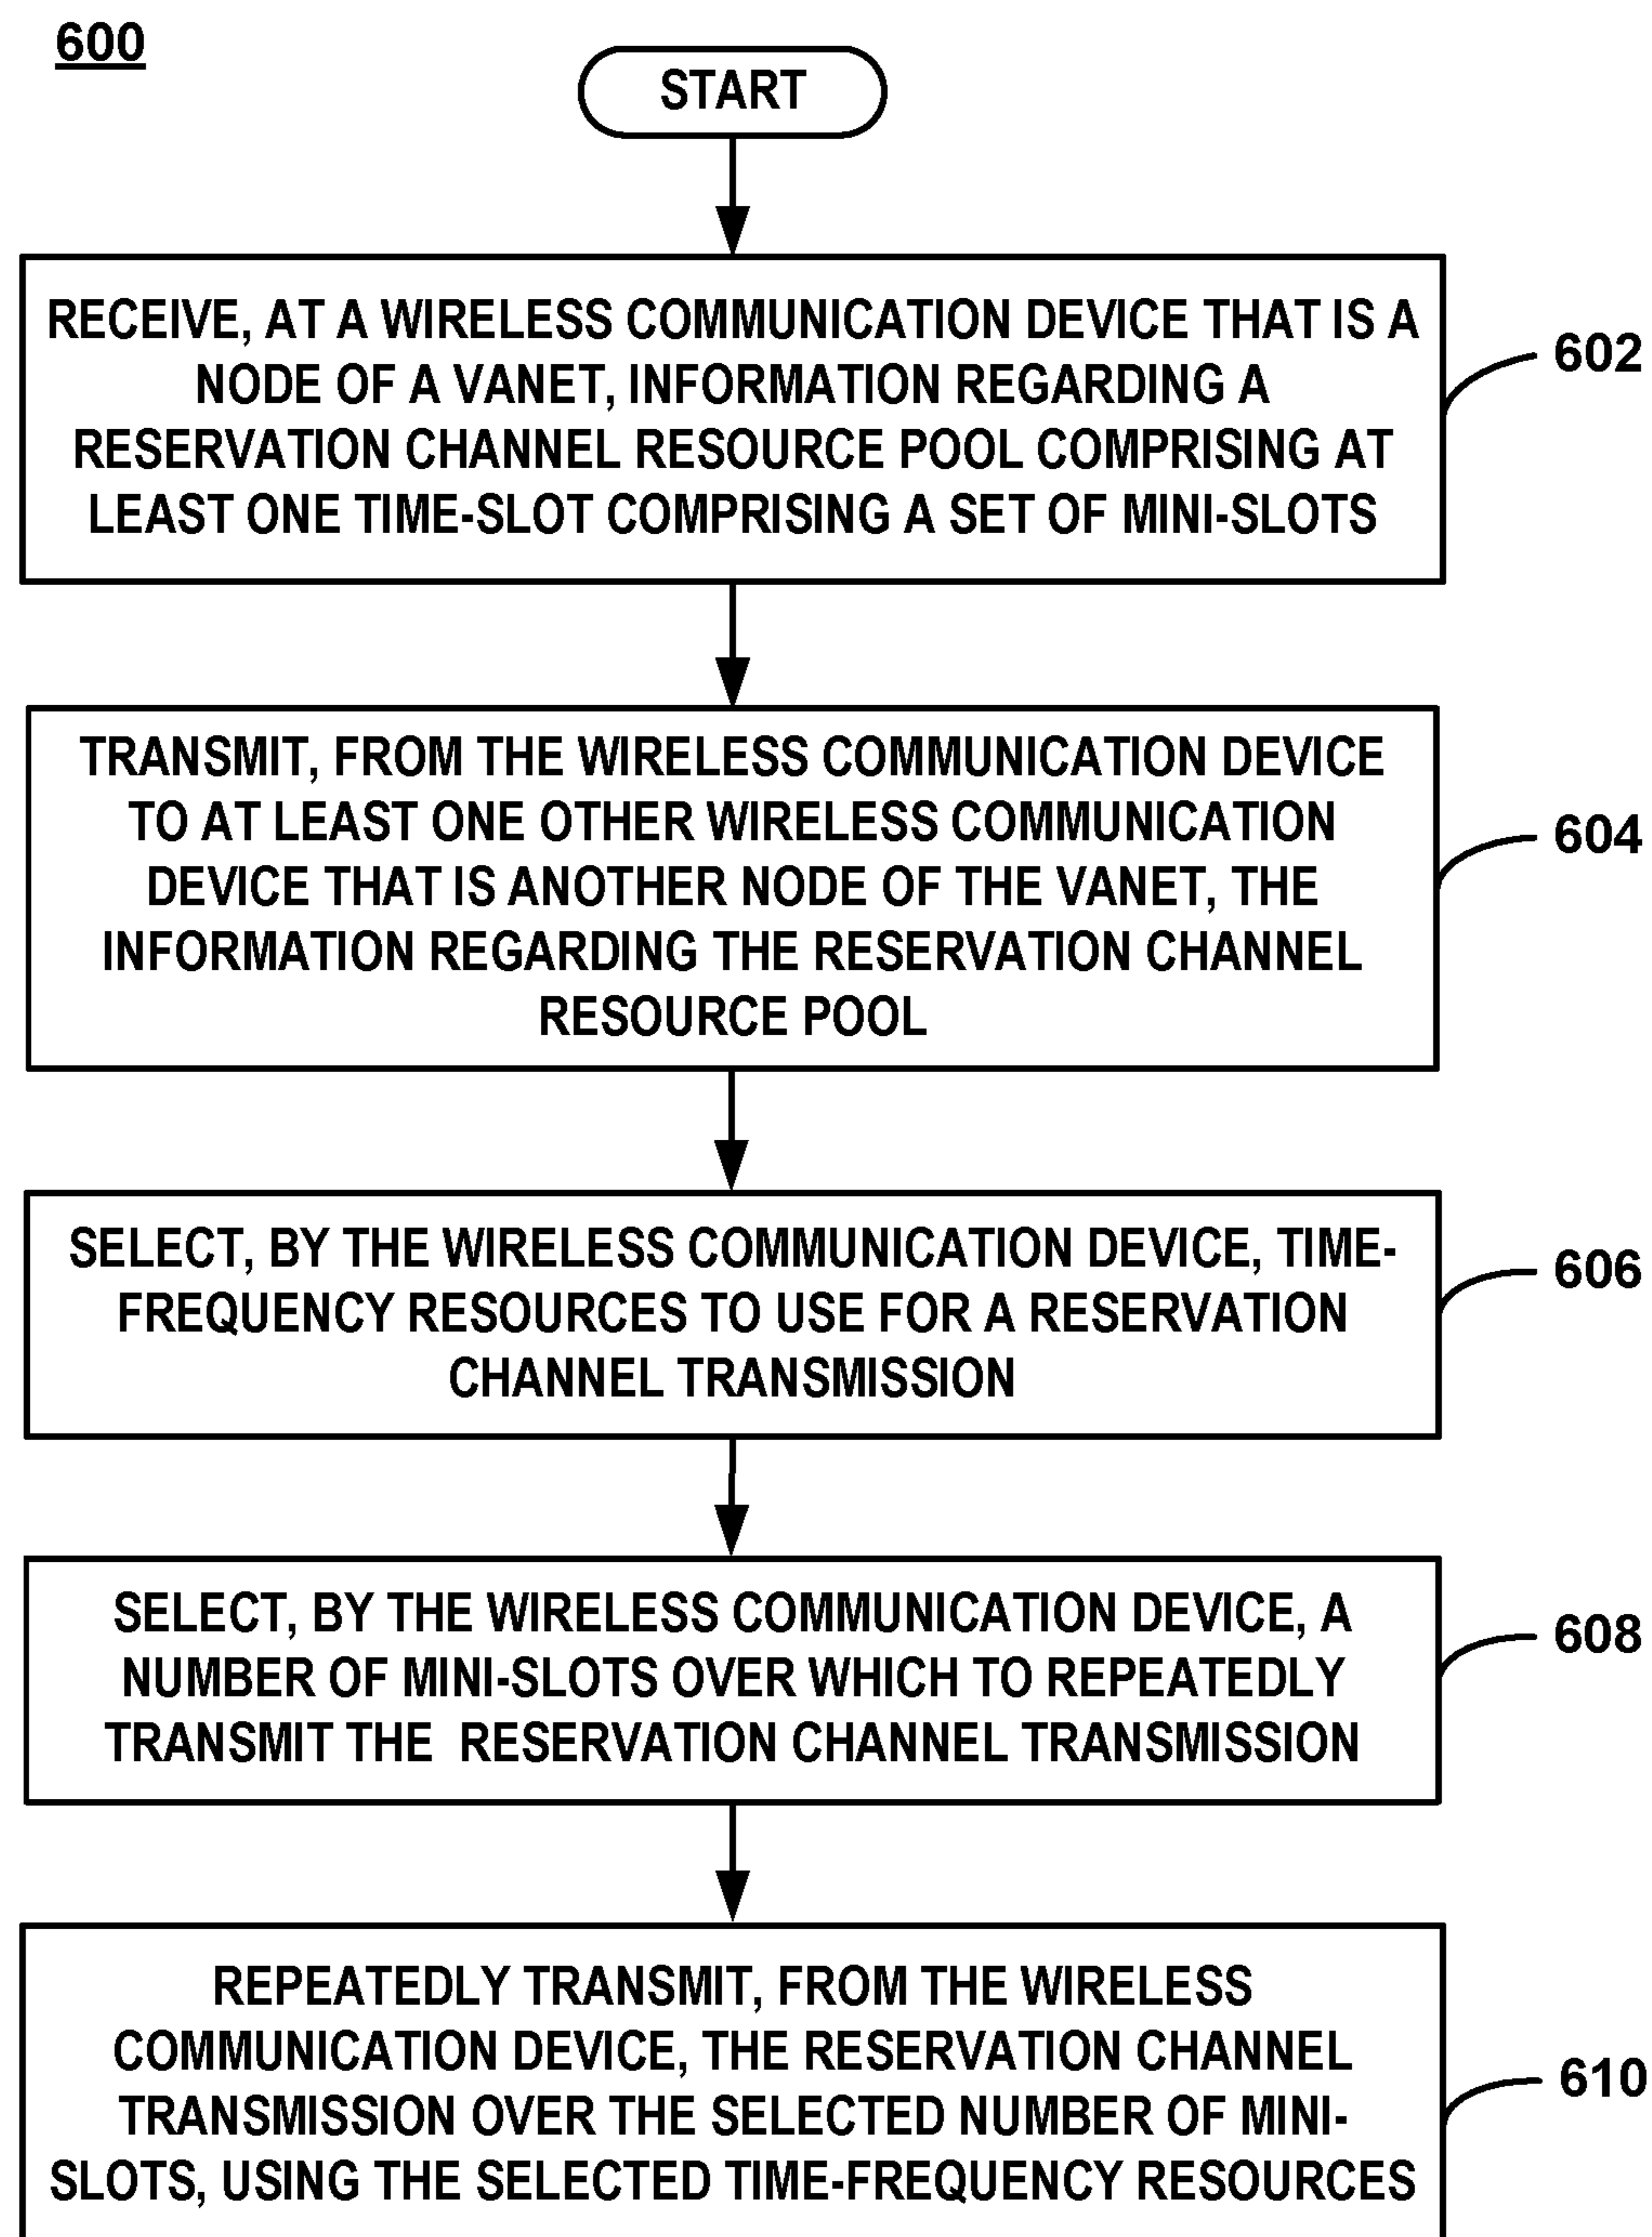 600
START
RECEIVE, AT A WIRELESS COMMUNICATION DEVICE THAT IS A
NODE OF A VANET, INFORMATION REGARDING A
RESERVATION CHANNEL RESOURCE POOL COMPRISING AT
LEAST ONE TIME-SLOT COMPRISING A SET OF MINI-SLOTS
602
TRANSMIT, FROM THE WIRELESS COMMUNICATION DEVICE
TO AT LEAST ONE OTHER WIRELESS COMMUNICATION
DEVICE THAT IS ANOTHER NODE OF THE VANET, THE
INFORMATION REGARDING THE RESERVATION CHANNEL
RESOURCE POOL
604
SELECT, BY THE WIRELESS COMMUNICATION DEVICE, TIME-
FREQUENCY RESOURCES TO USE FOR A RESERVATION
CHANNEL TRANSMISSION
606
SELECT, BY THE WIRELESS COMMUNICATION DEVICE, A
NUMBER OF MINI-SLOTS OVER WHICH TO REPEATEDLY
TRANSMIT THE RESERVATION CHANNEL TRANSMISSION
608
REPEATEDLY TRANSMIT, FROM THE WIRELESS
COMMUNICATION DEVICE, THE RESERVATION CHANNEL
TRANSMISSION OVER THE SELECTED NUMBER OF MINI-
SLOTS, USING THE SELECTED TIME-FREQUENCY RESOURCES
610